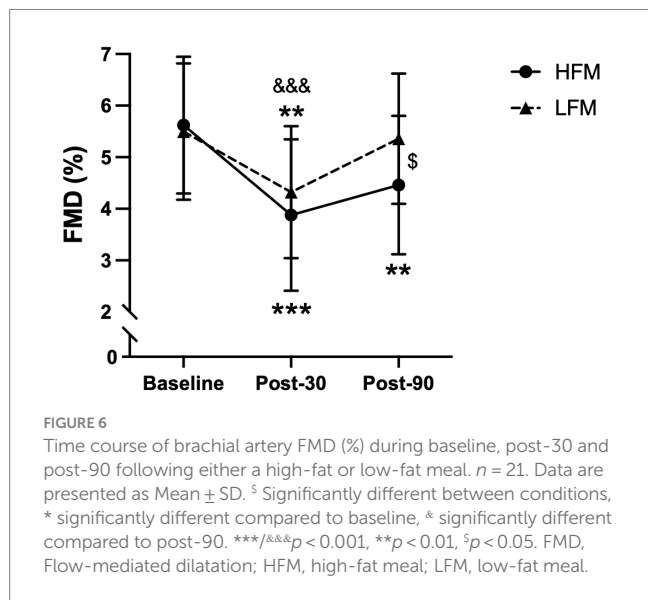 7
6
5
4
3
2
0
FMD (%)
&&&
**
***
$
**
HFM
LFM
Baseline Post-30 Post-90
FIGURE 6
Time course of brachial artery FMD (%) during baseline, post-30 and
post-90 following either a high-fat or low-fat meal. n = 21. Data are
presented as Mean ± SD. $ Significantly different between conditions,
* significantly different compared to baseline, & significantly different
compared to post-90. ***/&&&p < 0.001, **p < 0.01, $p < 0.05. FMD,
Flow-mediated dilatation; HFM, high-fat meal; LFM, low-fat meal.